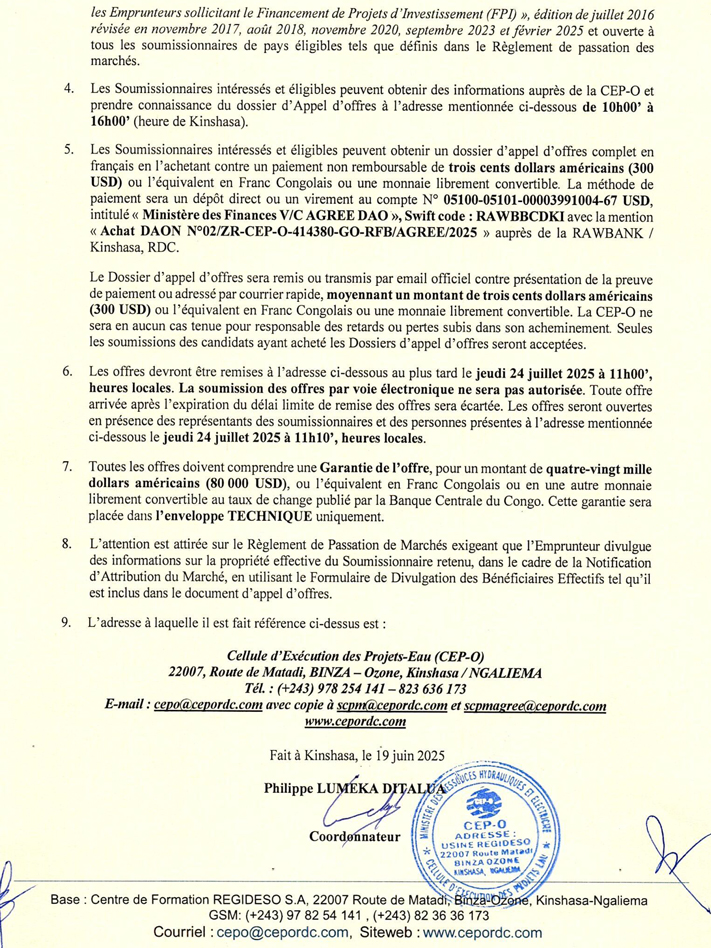 les Emprunteurs sollicitant le Financement de Projets d'Investissement (FPI) », édition de juillet 2016
révisée en novembre 2017, août 2018, novembre 2020, septembre 2023 et février 2025 et ouverte à
tous les soumissionnaires de pays éligibles tels que définis dans le Règlement de passation des
marchés.
4. Les Soumissionnaires intéressés et éligibles peuvent obtenir des informations auprès de la CEP-O et
prendre connaissance du dossier d'Appel d'offres à l'adresse mentionnée ci-dessous de 10h00' à
16h00' (heure de Kinshasa).
5. Les Soumissionnaires intéressés et éligibles peuvent obtenir un dossier d'appel d'offres complet en
français en l'achetant contre un paiement non remboursable de trois cents dollars américains (300
USD) ou l'équivalent en Franc Congolais ou une monnaie librement convertible. La méthode de
paiement sera un dépôt direct ou un virement au compte N° 05100-05101-00003991004-67 USD,
intitulé « Ministère des Finances V/C AGREE DAO », Swift code : RAWBBCDKI avec la mention
« Achat DAON N°02/ZR-CEP-O-414380-GO-RFB/AGREE/2025 » auprès de la RAWBANK /
Kinshasa, RDC.
Le Dossier d'appel d'offres sera remis ou transmis par email officiel contre présentation de la preuve
de paiement ou adressé par courrier rapide, moyennant un montant de trois cents dollars américains
(300 USD) ou l'équivalent en Franc Congolais ou une monnaie librement convertible. La CEP-O ne
sera en aucun cas tenue pour responsable des retards ou pertes subis dans son acheminement. Seules
les soumissions des candidats ayant acheté les Dossiers d'appel d'offres seront acceptées.
6. Les offres devront être remises à l'adresse ci-dessous au plus tard le jeudi 24 juillet 2025 à 11h00',
heures locales. La soumission des offres par voie électronique ne sera pas autorisée. Toute offre
arrivée après l'expiration du délai limite de remise des offres sera écartée. Les offres seront ouvertes
en présence des représentants des soumissionnaires et des personnes présentes à l'adresse mentionnée
ci-dessous le jeudi 24 juillet 2025 à 11h10', heures locales.
7. Toutes les offres doivent comprendre une Garantie de l'offre, pour un montant de quatre-vingt mille
dollars américains (80 000 USD), ou l'équivalent en Franc Congolais ou en une autre monnaie
librement convertible au taux de change publié par la Banque Centrale du Congo. Cette garantie sera
placée dans l'enveloppe TECHNIQUE uniquement.
8. L'attention est attirée sur le Règlement de Passation de Marchés exigeant que l'Emprunteur divulgue
des informations sur la propriété effective du Soumissionnaire retenu, dans le cadre de la Notification
d'Attribution du Marché, en utilisant le Formulaire de Divulgation des Bénéficiaires Effectifs tel qu'il
est inclus dans le document d'appel d'offres.
9. L'adresse à laquelle il est fait référence ci-dessus est :
Cellule d'Exécution des Projets-Eau (CEP-O)
22007, Route de Matadi, BINZA – Ozone, Kinshasa / NGALIEMA
Tél. : (+243) 978 254 141 – 823 636 173
E-mail : cepo@cepordc.com avec copie à scpm@cepordc.com et scpmagree@cepordc.com
www.cepordc.com
Fait à Kinshasa, le 19 juin 2025
Philippe LUMEKA DITALUA
Coordonnateur
MINISTÈRE DES RESSOUCES HYDRAULIQUES ET ELECTRICITE
CEP-O
ADRESSE :
USINE REGIDESO
22007 Route Matadi
BINZA OZONE
KINSHASA, NGALIEMA
CELLULE D'EXECUTION DES PROJETS EAU
Base : Centre de Formation REGIDESO S.A, 22007 Route de Matadi, Binza-Ozone, Kinshasa-Ngaliema
GSM: (+243) 97 82 54 141 , (+243) 82 36 36 173
Courriel : cepo@cepordc.com, Siteweb : www.cepordc.com